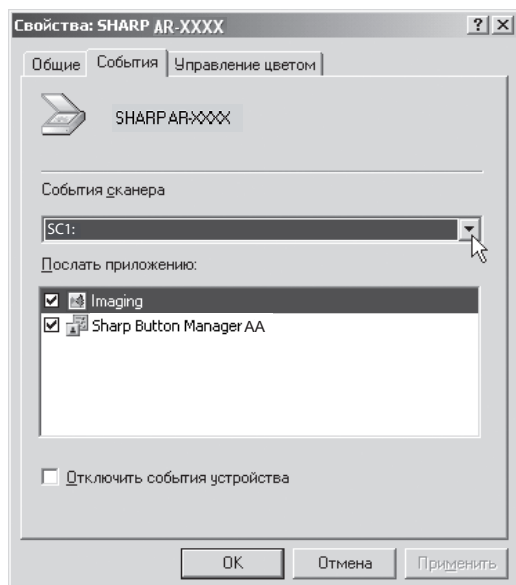 Свойства: SHARP AR-XXXX
Общие События Управление цветом
SHARP AR-XXXX
События сканера
SC1:
Послать приложению:
Imaging
Sharp Button Manager AA
Отключить события устройства
OK Отмена Применить